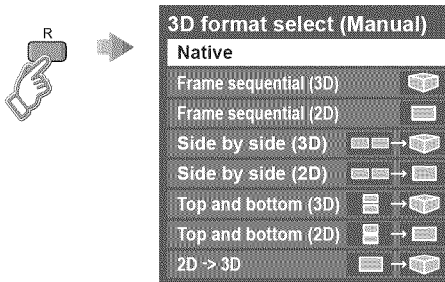 R
3D format select (Manual)
Native
Frame sequential (3D)
Frame sequential (2D)
Side by side (3D)
Side by side (2D)
Top and bottom (3D)
Top and bottom (2D)
2D -> 3D